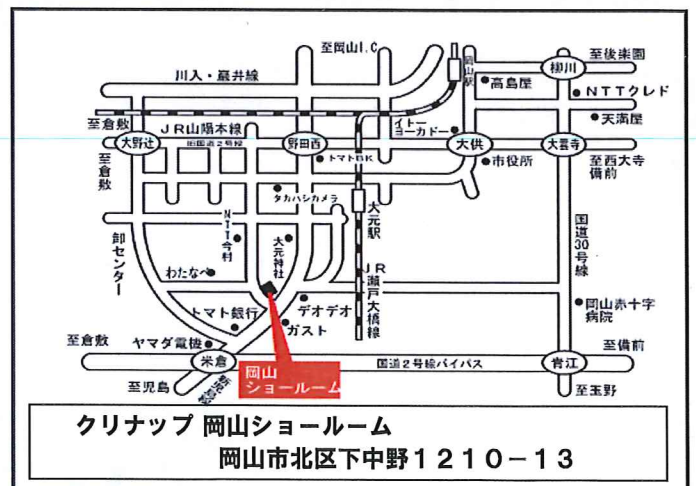 至岡山I.C
至後楽園
柳川
川入・巌井線
岡山駅
高島屋
NTTクレド
天満屋
至倉敷
JR山陽本線
イトーヨーカドー
大野辻
旧国道2号線
野田西
大供
大雲寺
至倉敷
トマトBK
市役所
至西大寺
備前
タカハシカメラ
大元駅
NTT今村
大元神社
国道30号線
卸センター
わたなべ
JR瀬戸大橋線
デオデオ
岡山赤十字
病院
トマト銀行
ガスト
至倉敷
ヤマダ電機
至備前
米倉
国道2号線バイパス
青江
岡山
ショールーム
至児島
至玉野
クリナップ 岡山ショールーム
岡山市北区下中野1210-13